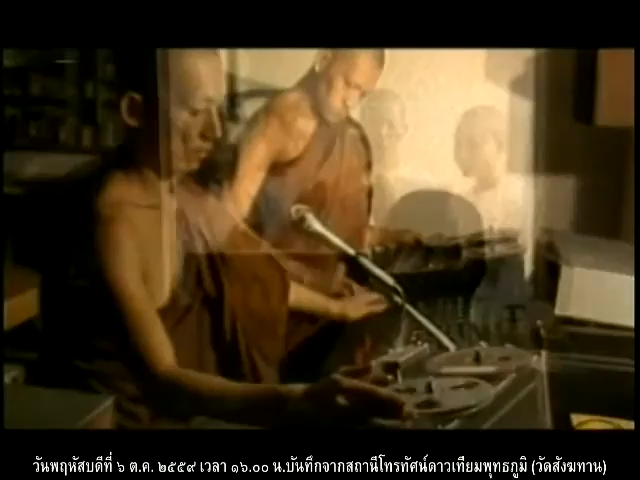 วันพฤหัสบดีที่ ๖ ต.ค. ๒๕๕๙ เวลา ๑๖.๐๐ น.บันทึกจากสถานีโทรทัศน์ดาวเทียมพุทธภูมิ (วัดสังฆทาน)